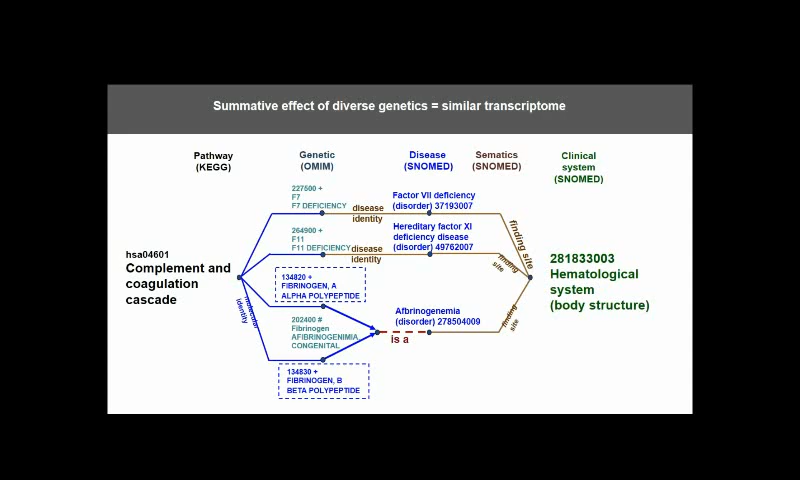 Summative effect of diverse genetics = similar transcriptome
Pathway
(KEGG)
Genetic
(OMIM)
Disease
(SNOMED)
Sematics
(SNOMED)
Clinical
system
(SNOMED)
227500 +
F7
F7 DEFICIENCY
disease
identity
Factor VII deficiency
(disorder) 37193007
264900 +
F11
F11 DEFICIENCY
disease
identity
Hereditary factor XI
deficiency disease
(disorder) 49762007
finding site
finding
site
hsa04601
Complement and
coagulation
cascade
281833003
Hematological
system
(body structure)
134820 +
FIBRINOGEN, A
ALPHA POLYPEPTIDE
molecular
identity
202400 #
Fibrinogen
AFIBRINOGENIMIA,
CONGENITAL
Afbrinogenemia
(disorder) 278504009
is a
finding
site
134830 +
FIBRINOGEN, B
BETA POLYPEPTIDE